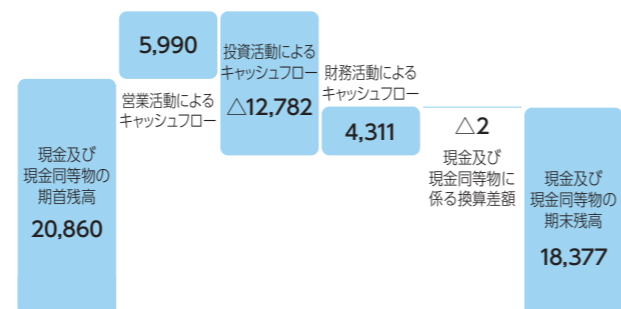 現金及び
現金同等物の
期首残高
20,860
5,990
営業活動による
キャッシュフロー
投資活動による
キャッシュフロー
△12,782
財務活動による
キャッシュフロー
4,311
△2
現金及び
現金同等物に
係る換算差額
現金及び
現金同等物の
期末残高
18,377